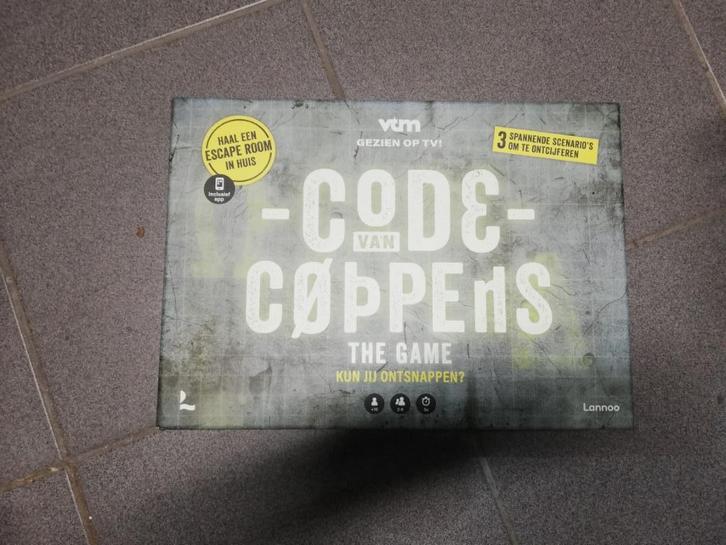 vtm
GEZIEN OP TV!
HAAL EEN
ESCAPE ROOM
IN HUIS
inclusief
app
3 SPANNENDE SCENARIO'S
OM TE ONTCIJFEREN
-CODE-
VAN
CØÞPENS
THE GAME
KUN JIJ ONTSNAPPEN?
L
Lannoo